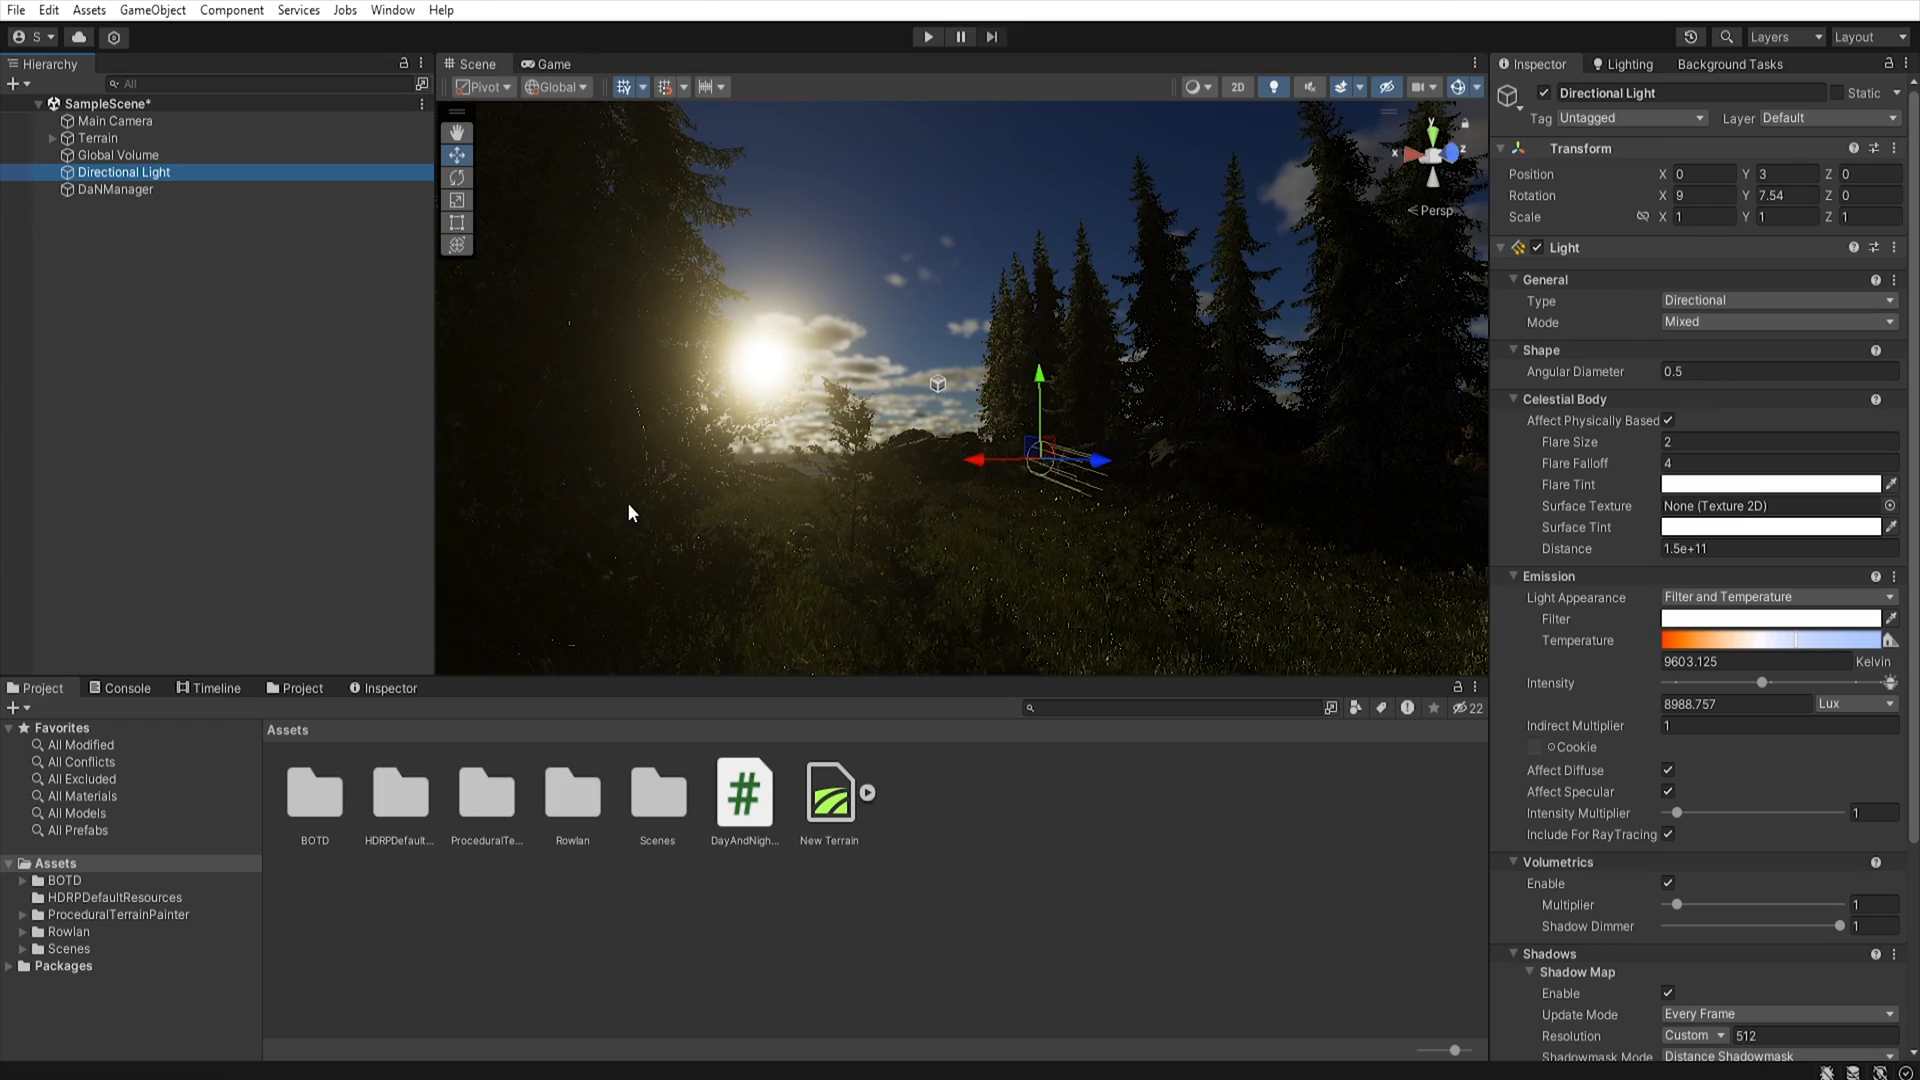 File Edit Assets GameObject Component Services Jobs Window Help
S Layers Layout
Hierarchy
All
SampleScene*
Main Camera
Terrain
Global Volume
Directional Light
DaNManager
Scene Game
Pivot Global 2D
y
x z
Persp
Inspector Lighting Background Tasks
Directional Light Static
Tag Untagged Layer Default
Transform
Position X 0 Y 3 Z 0
Rotation X 9 Y 7.54 Z 0
Scale X 1 Y 1 Z 1
Light
General
Type Directional
Mode Mixed
Shape
Angular Diameter 0.5
Celestial Body
Affect Physically Based
Flare Size 2
Flare Falloff 4
Flare Tint
Surface Texture None (Texture 2D)
Surface Tint
Distance 1.5e+11
Emission
Light Appearance Filter and Temperature
Filter
Temperature
9603.125 Kelvin
Intensity
8988.757 Lux
Indirect Multiplier 1
Cookie
Affect Diffuse
Affect Specular
Intensity Multiplier 1
Include For RayTracing
Volumetrics
Enable
Multiplier 1
Shadow Dimmer 1
Shadows
Shadow Map
Enable
Update Mode Every Frame
Resolution Custom 512
Shadowmask Mode Distance Shadowmask
Project Console Timeline Project Inspector
22
Favorites
All Modified
All Conflicts
All Excluded
All Materials
All Models
All Prefabs
Assets
BOTD
HDRPDefaultResources
ProceduralTerrainPainter
Rowlan
Scenes
Packages
Assets
#
BOTD HDRPDefault... ProceduralTe... Rowlan Scenes DayAndNigh... New Terrain